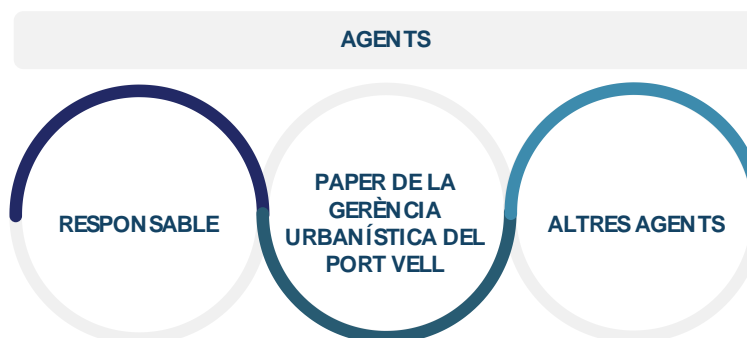 AGENTS
RESPONSABLE
PAPER DE LA
GERÈNCIA
URBANÍSTICA DEL
PORT VELL
ALTRES AGENTS